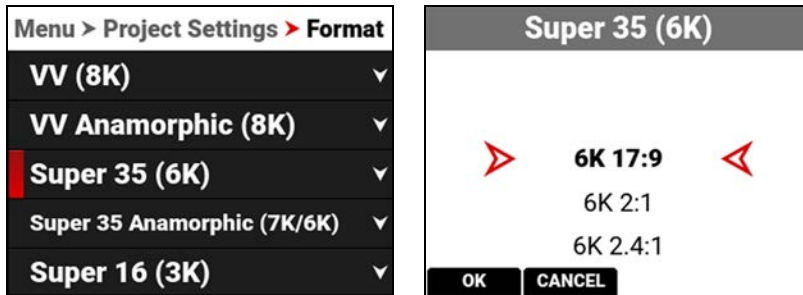 Menu > Project Settings > Format
VV (8K)
VV Anamorphic (8K)
Super 35 (6K)
Super 35 Anamorphic (7K/6K)
Super 16 (3K)
Super 35 (6K)
6K 17:9
6K 2:1
6K 2.4:1
OK CANCEL